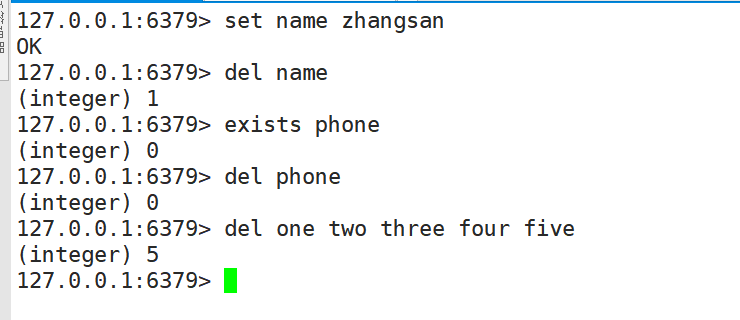 127.0.0.1:6379> set name zhangsan
OK
127.0.0.1:6379> del name
(integer) 1
127.0.0.1:6379> exists phone
(integer) 0
127.0.0.1:6379> del phone
(integer) 0
127.0.0.1:6379> del one two three four five
(integer) 5
127.0.0.1:6379>